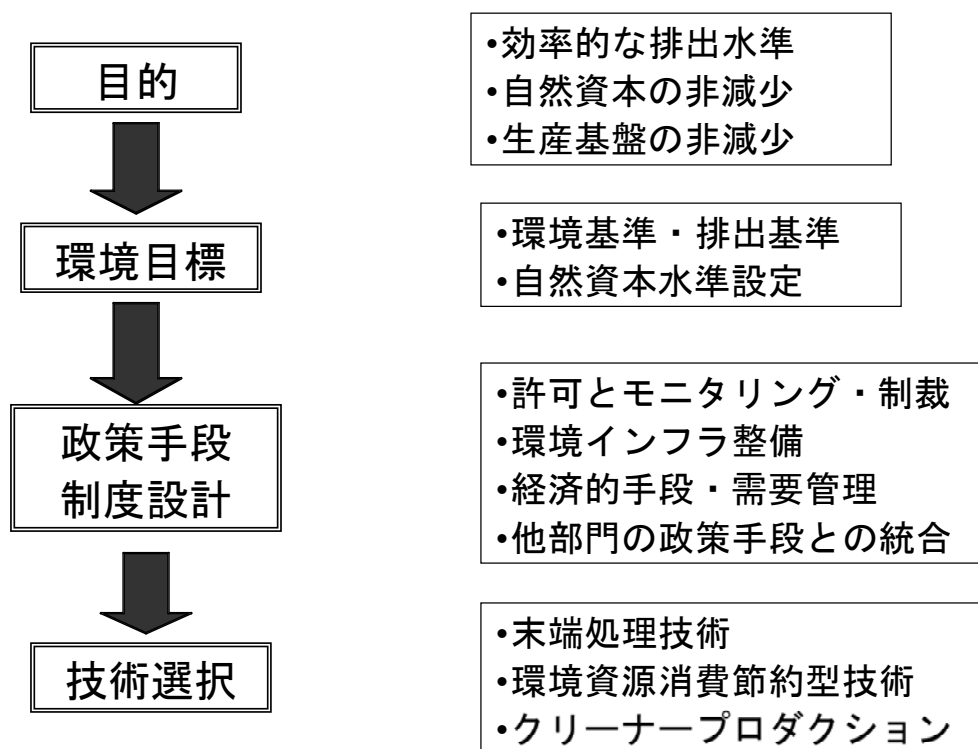 目的
•効率的な排出水準
•自然資本の非減少
•生産基盤の非減少
環境目標
•環境基準・排出基準
•自然資本水準設定
政策手段
制度設計
•許可とモニタリング・制裁
•環境インフラ整備
•経済的手段・需要管理
•他部門の政策手段との統合
技術選択
•末端処理技術
•環境資源消費節約型技術
•クリーナープロダクション